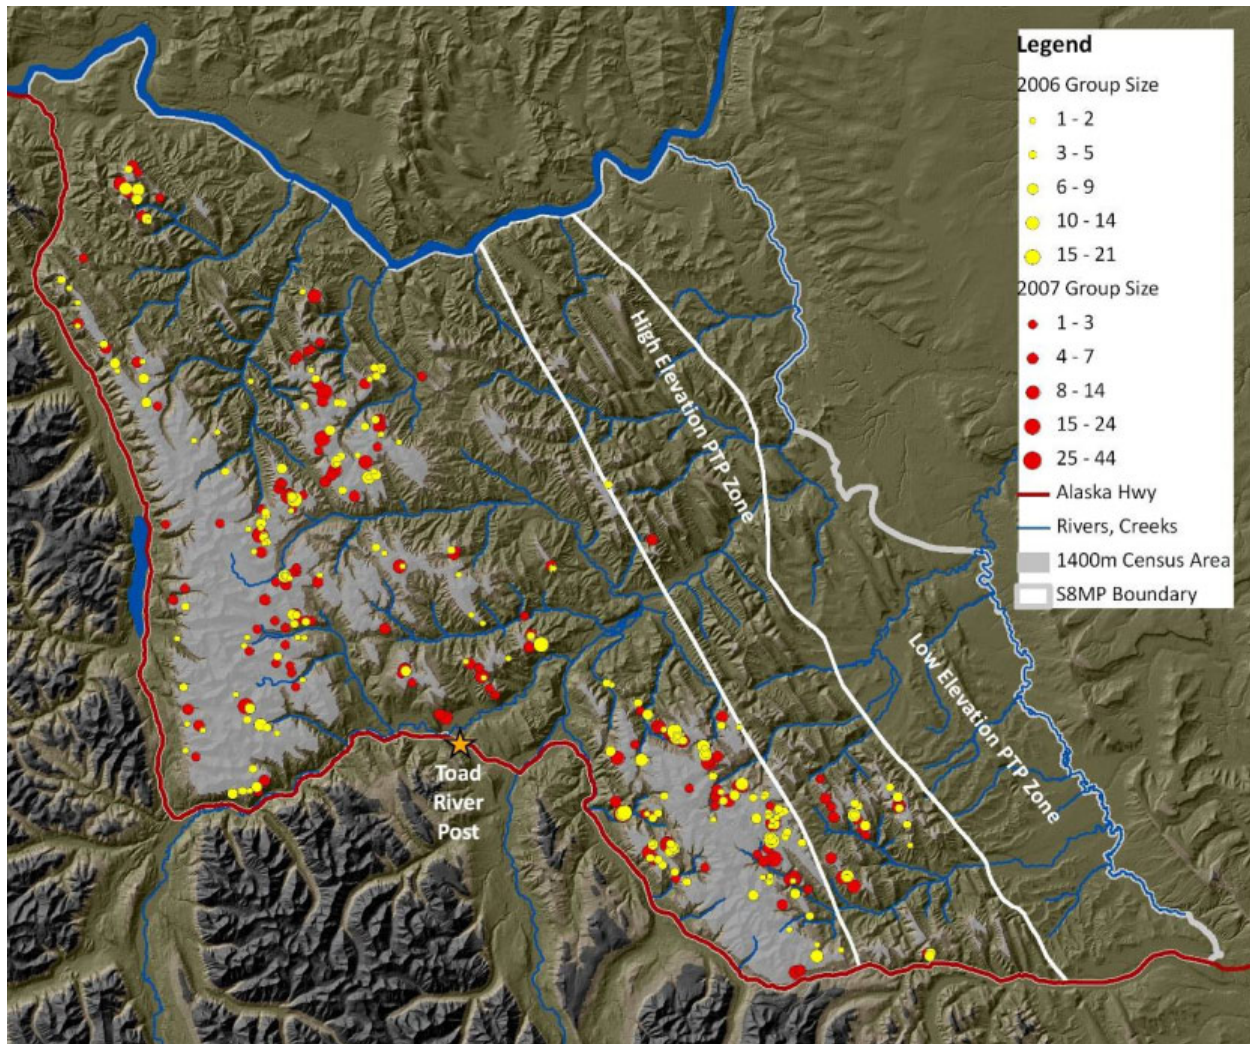 Legend
2006 Group Size
1 - 2
3 - 5
6 - 9
10 - 14
15 - 21
2007 Group Size
1 - 3
4 - 7
8 - 14
15 - 24
25 - 44
Alaska Hwy
Rivers, Creeks
1400m Census Area
S8MP Boundary
High Elevation PTP Zone
Low Elevation PTP Zone
Toad
River
Post